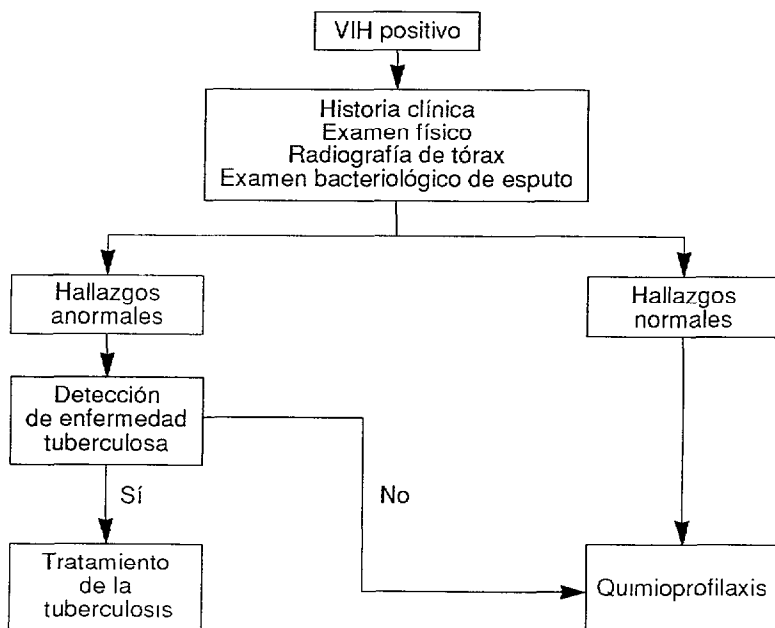 VIH positivo
Historia clínica
Examen físico
Radiografía de tórax
Examen bacteriológico de esputo
Hallazgos
anormales
Hallazgos
normales
Detección
de enfermedad
tuberculosa
Sí
No
Tratamiento
de la
tuberculosis
Quimioprofilaxis